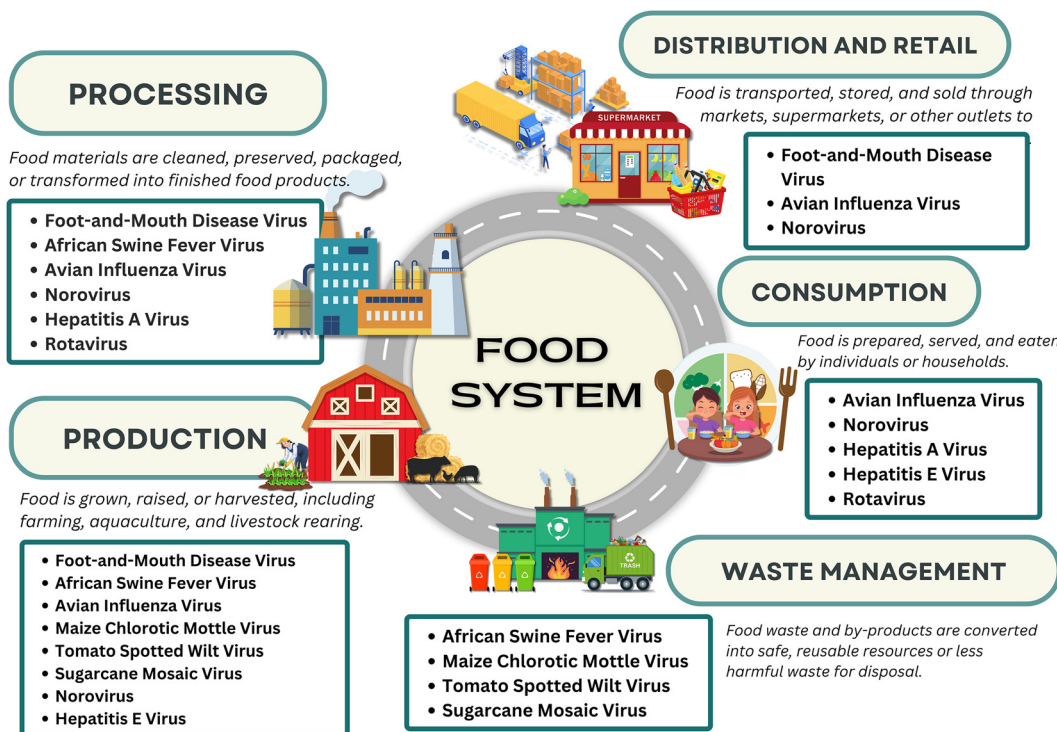 PROCESSING
Food materials are cleaned, preserved, packaged,
or transformed into finished food products.
• Foot-and-Mouth Disease Virus
• African Swine Fever Virus
• Avian Influenza Virus
• Norovirus
• Hepatitis A Virus
• Rotavirus
DISTRIBUTION AND RETAIL
Food is transported, stored, and sold through
markets, supermarkets, or other outlets to
SUPERMARKET
• Foot-and-Mouth Disease
Virus
• Avian Influenza Virus
• Norovirus
FOOD
SYSTEM
CONSUMPTION
Food is prepared, served, and eaten
by individuals or households.
• Avian Influenza Virus
• Norovirus
• Hepatitis A Virus
• Hepatitis E Virus
• Rotavirus
PRODUCTION
Food is grown, raised, or harvested, including
farming, aquaculture, and livestock rearing.
• Foot-and-Mouth Disease Virus
• African Swine Fever Virus
• Avian Influenza Virus
• Maize Chlorotic Mottle Virus
• Tomato Spotted Wilt Virus
• Sugarcane Mosaic Virus
• Norovirus
• Hepatitis E Virus
TRASH
WASTE MANAGEMENT
Food waste and by-products are converted
into safe, reusable resources or less
harmful waste for disposal.
• African Swine Fever Virus
• Maize Chlorotic Mottle Virus
• Tomato Spotted Wilt Virus
• Sugarcane Mosaic Virus